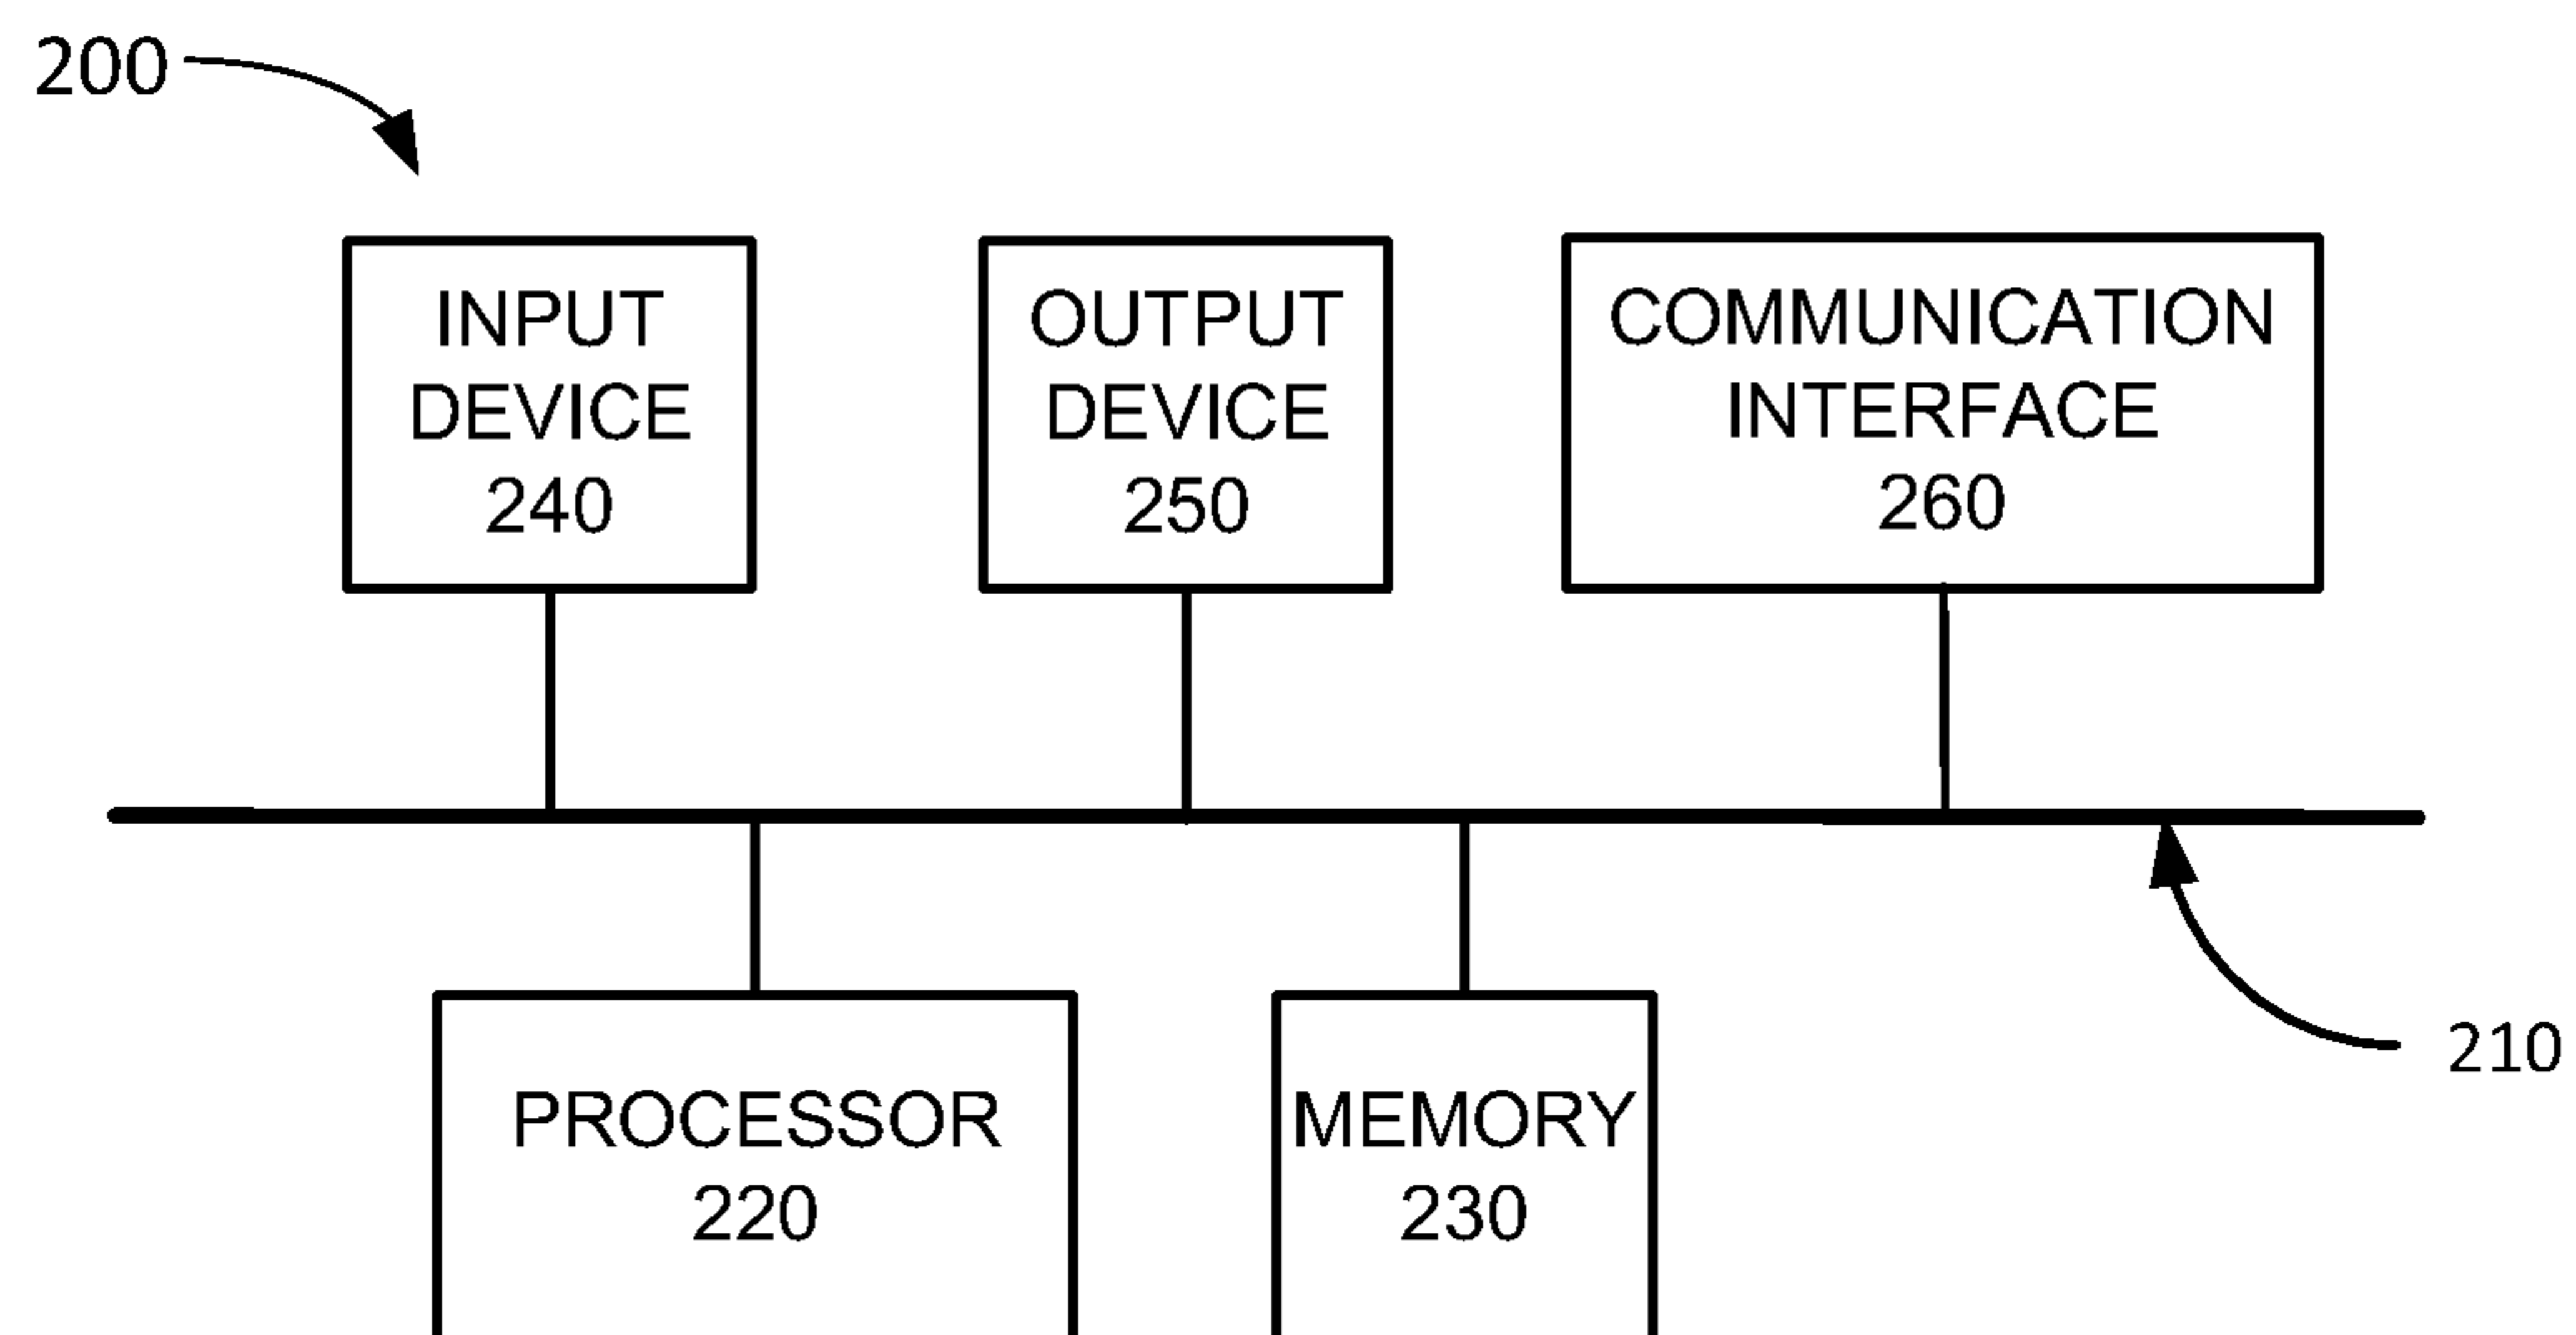 200
INPUT
DEVICE
240
OUTPUT
DEVICE
250
COMMUNICATION
INTERFACE
260
PROCESSOR
220
MEMORY
230
210